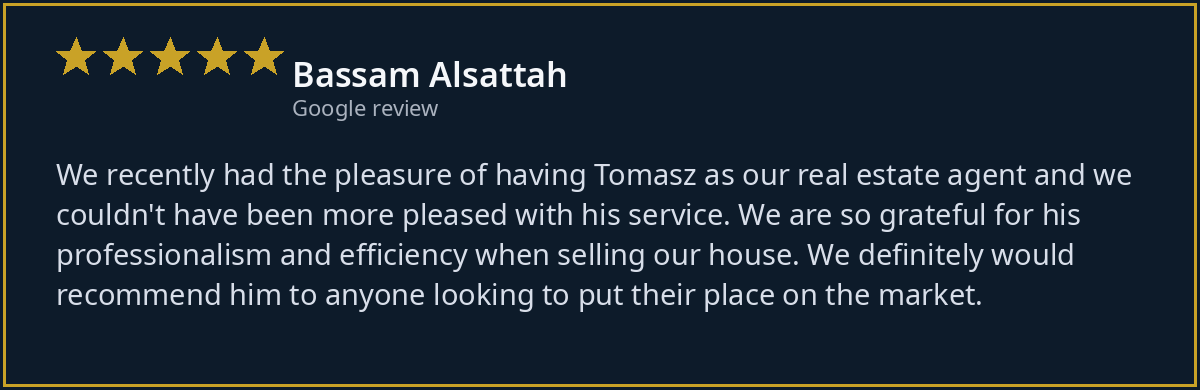 Bassam Alsattah
Google review
We recently had the pleasure of having Tomasz as our real estate agent and we
couldn't have been more pleased with his service. We are so grateful for his
professionalism and efficiency when selling our house. We definitely would
recommend him to anyone looking to put their place on the market.